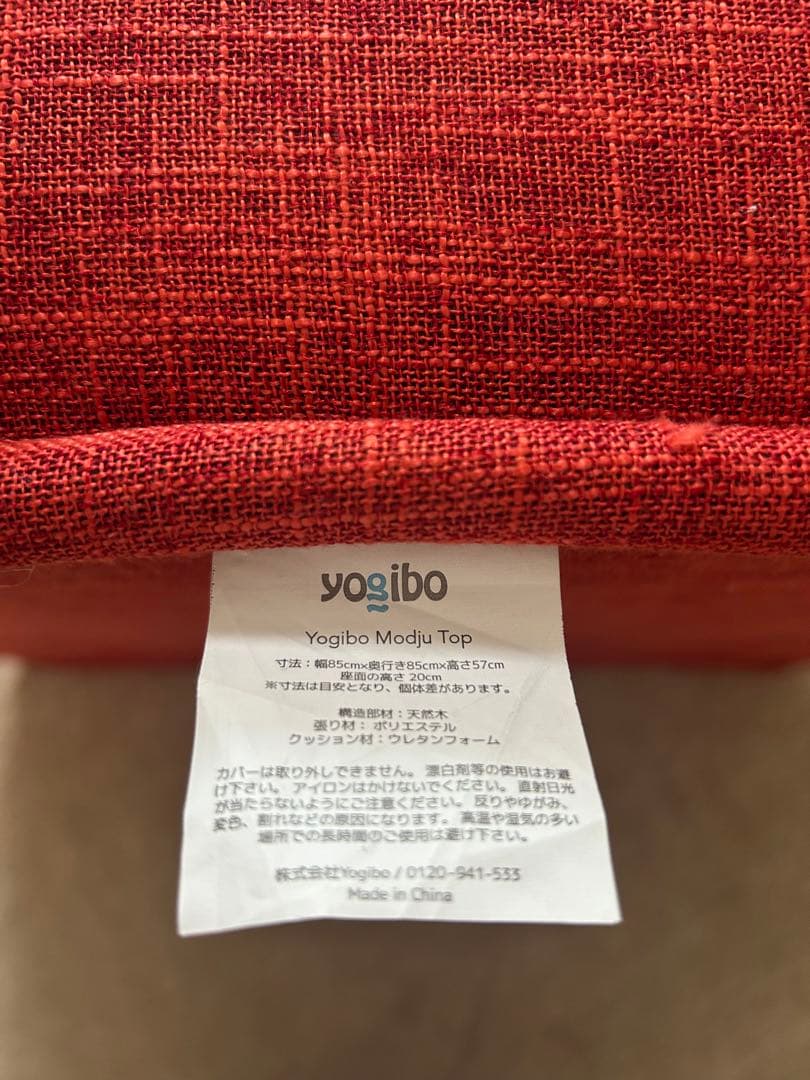 yogibo
Yogibo Modju Top
寸法：幅85cm×奥行き85cm×高さ57cm
座面の高さ 20cm
※寸法は目安となり、個体差があります。
構造部材：天然木
張り材： ポリエステル
クッション材：ウレタンフォーム
カバーは取り外しできません。 漂白剤等の使用はお避
け下さい。 アイロンはかけないでください。 直射日光
が当たらないようにご注意ください。 反りやゆがみ、
変色、割れなどの原因になります。 高温や湿気の多い
場所での長時間のご使用は避け下さい。
株式会社Yogibo / 0120-941-533
Made in China